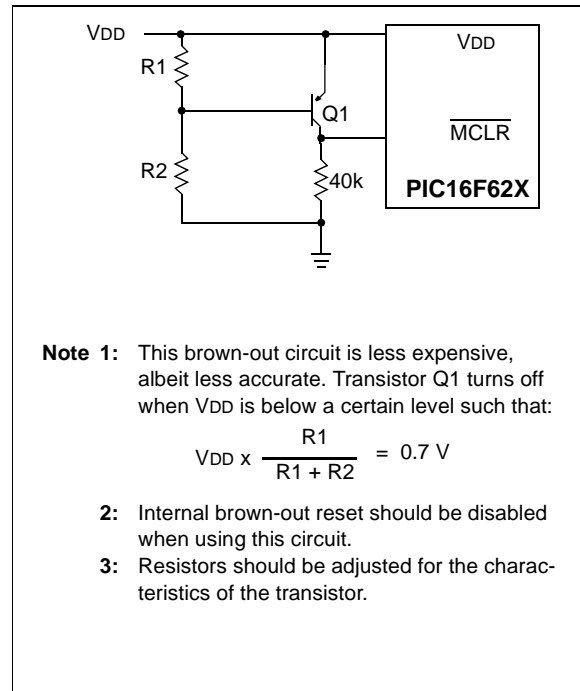 VDD
R1
R2
Q1
40k
VDD
MCLR
PIC16F62X
Note 1: This brown-out circuit is less expensive,
albeit less accurate. Transistor Q1 turns off
when VDD is below a certain level such that:
VDD x R1 / R1 + R2 = 0.7 V
2: Internal brown-out reset should be disabled
when using this circuit.
3: Resistors should be adjusted for the charac-
teristics of the transistor.